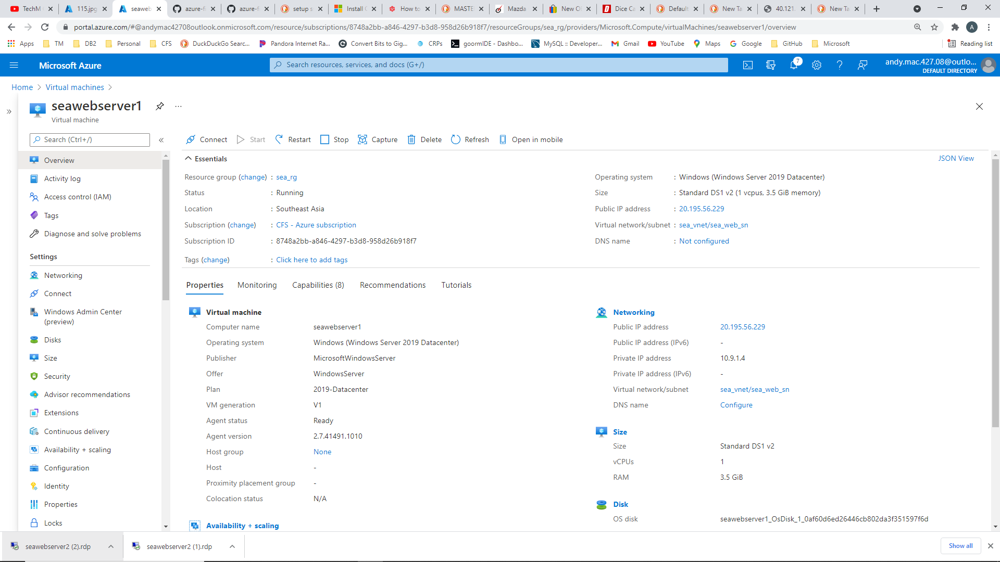 TechM
115.jpg
seaweb
azure-fi
azure-f
setup s
Install
How to
MASTE
Mazda
New Ol
Dice Ca
Default
New Ta
40.121.
New Ta
portal.azure.com/#@andymac42708outlook.onmicrosoft.com/resource/subscriptions/8748a2bb-a846-4297-b3d8-958d26b918f7/resourceGroups/sea_rg/providers/Microsoft.Compute/virtualMachines/seawebserver1/overview
A
Apps TM DB2 Personal CFS DuckDuckGo Searc... Pandora Internet Ra... Convert Bits to Gig... CRPs goormIDE - Dashbo... MySQL :: Developer... Gmail YouTube Maps Google GitHub Microsoft Reading list
Microsoft Azure
Search resources, services, and docs (G+/)
7
andy.mac.427.08@outlo...
DEFAULT DIRECTORY
Home > Virtual machines >
seawebserver1
Virtual machine
Search (Ctrl+/)
Overview
Activity log
Access control (IAM)
Tags
Diagnose and solve problems
Settings
Networking
Connect
Windows Admin Center
(preview)
Disks
Size
Security
Advisor recommendations
Extensions
Continuous delivery
Availability + scaling
Configuration
Identity
Properties
Locks
Connect Start Restart Stop Capture Delete Refresh Open in mobile
Essentials
JSON View
Resource group (change) : sea_rg
Status : Running
Location : Southeast Asia
Subscription (change) : CFS - Azure subscription
Subscription ID : 8748a2bb-a846-4297-b3d8-958d26b918f7
Tags (change) : Click here to add tags
Operating system : Windows (Windows Server 2019 Datacenter)
Size : Standard DS1 v2 (1 vcpus, 3.5 GiB memory)
Public IP address : 20.195.56.229
Virtual network/subnet : sea_vnet/sea_web_sn
DNS name : Not configured
Properties Monitoring Capabilities (8) Recommendations Tutorials
Virtual machine
Computer name seawebserver1
Operating system Windows (Windows Server 2019 Datacenter)
Publisher MicrosoftWindowsServer
Offer WindowsServer
Plan 2019-Datacenter
VM generation V1
Agent status Ready
Agent version 2.7.41491.1010
Host group None
Host -
Proximity placement group -
Colocation status N/A
Availability + scaling
Networking
Public IP address 20.195.56.229
Public IP address (IPv6) -
Private IP address 10.9.1.4
Private IP address (IPv6) -
Virtual network/subnet sea_vnet/sea_web_sn
DNS name Configure
Size
Size Standard DS1 v2
vCPUs 1
RAM 3.5 GiB
Disk
OS disk seawebserver1_OsDisk_1_0af60d6ed26446cb802da3f351597f6d
seawebserver2 (2).rdp
seawebserver2 (1).rdp
Show all